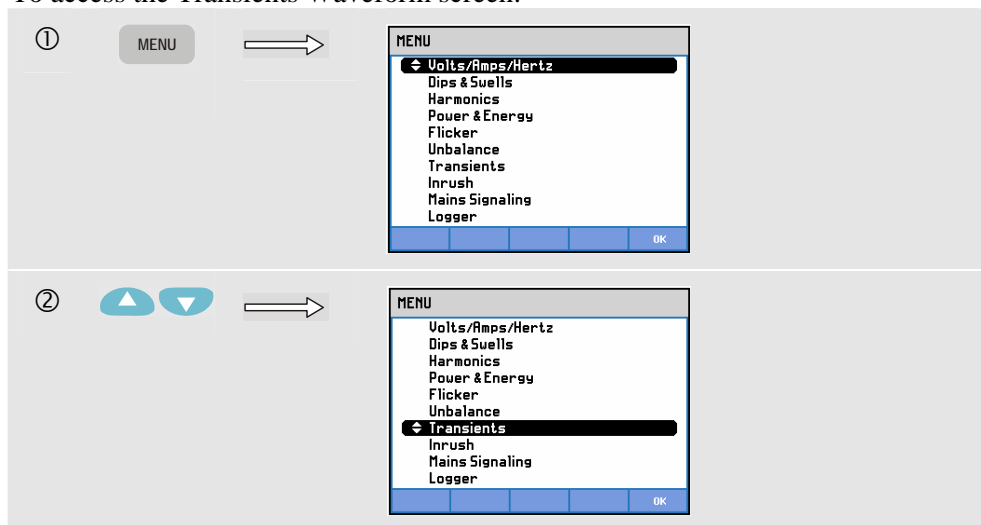 To access the Transients Waveform screen:
① MENU
MENU
Volts/Amps/Hertz
Dips & Swells
Harmonics
Power & Energy
Flicker
Unbalance
Transients
Inrush
Mains Signaling
Logger
OK
②
MENU
Volts/Amps/Hertz
Dips & Swells
Harmonics
Power & Energy
Flicker
Unbalance
Transients
Inrush
Mains Signaling
Logger
OK